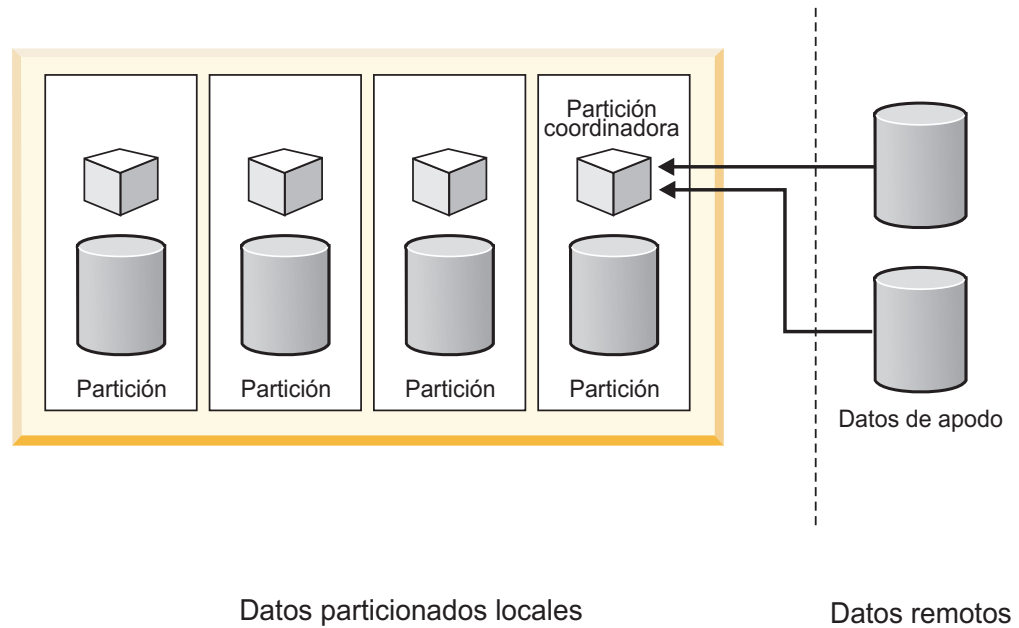 Partición
coordinadora
Partición
Partición
Partición
Partición
Datos de apodo
Datos particionados locales
Datos remotos